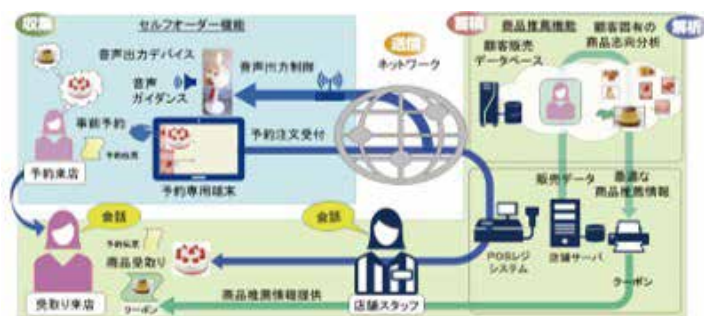 収集
セルフオーダー機能
音声出力デバイス
音声
ガイダンス
音声出力制御
事前予約
予約伝票
予約来店
予約専用端末
予約注文受付
送信
ネットワーク
蓄積
商品推薦機能
解析
顧客販売
データベース
顧客固有の
商品志向分析
販売データ
最適な
商品推薦情報
POSレジ
システム
店舗サーバ
クーポン
会話
予約伝票
商品受取り
受取り来店
クーポン
商品推薦情報提供
会話
店舗スタッフ